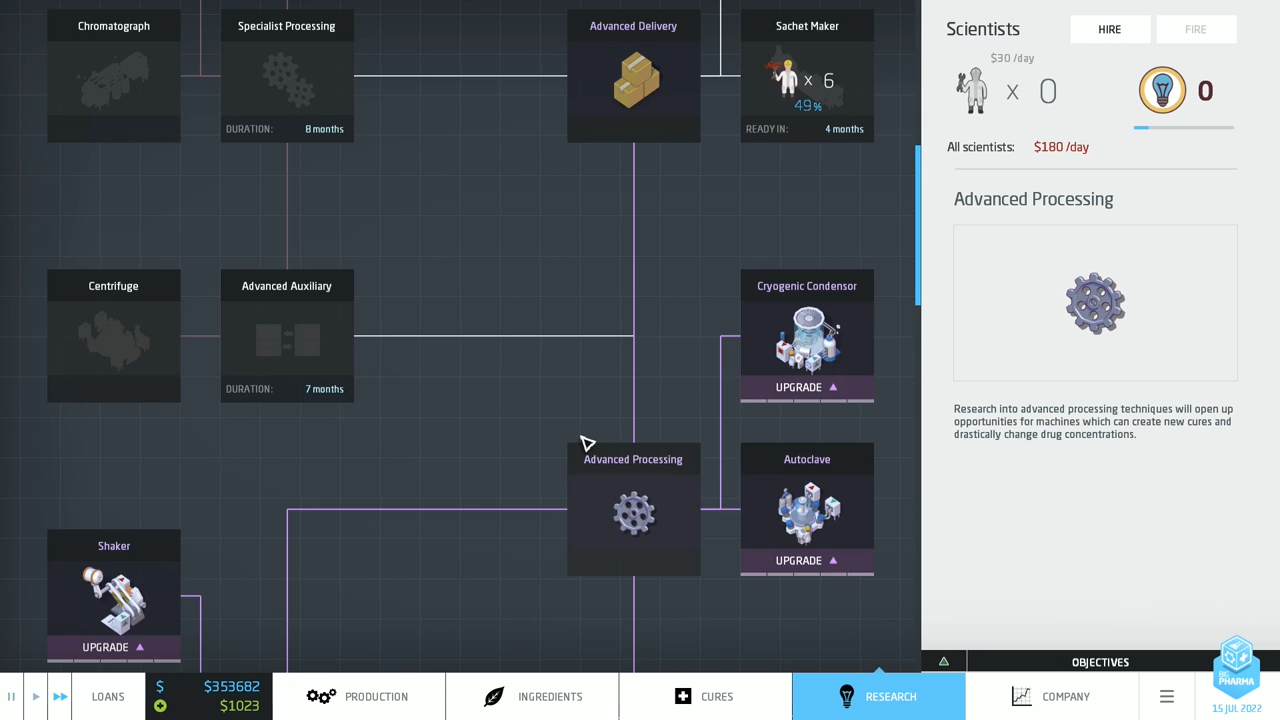 Chromatograph
Specialist Processing
DURATION: 8 months
Advanced Delivery
Sachet Maker
x 6
49%
READY IN: 4 months
Centrifuge
Advanced Auxiliary
DURATION: 7 months
Cryogenic Condensor
UPGRADE
Advanced Processing
Autoclave
UPGRADE
Shaker
UPGRADE
Scientists
HIRE
FIRE
$30 /day
x 0
0
All scientists: $180 /day
Advanced Processing
Research into advanced processing techniques will open up
opportunities for machines which can create new cures and
drastically change drug concentrations.
OBJECTIVES
LOANS
$ $353682
$1023
PRODUCTION
INGREDIENTS
CURES
RESEARCH
COMPANY
BIG
PHARMA
15 JUL 2022